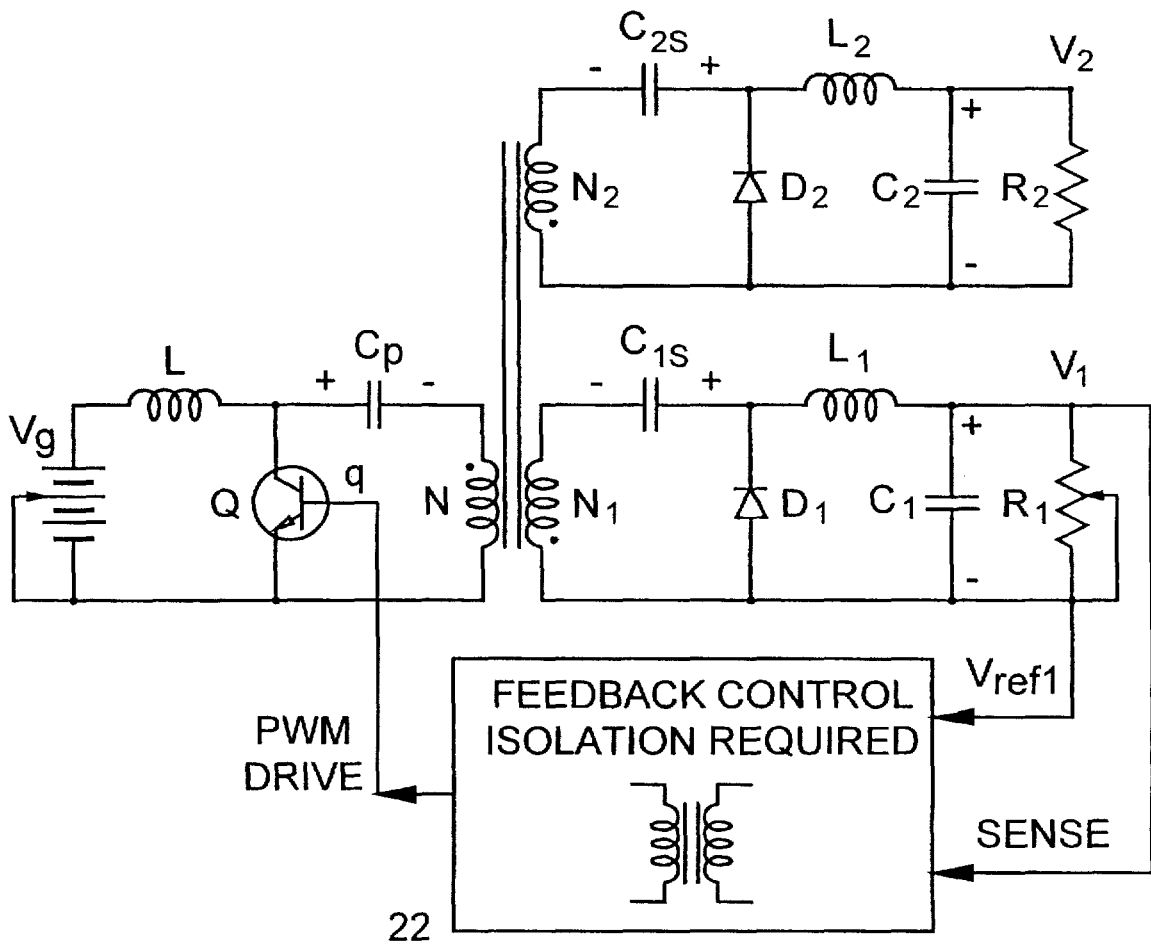 C2S
L2
V2
- +
+
N2
D2
C2
R2
-
L
Cp
C1S
L1
V1
+ -
- +
+
Vg
Q
q
N
N1
D1
C1
R1
-
FEEDBACK CONTROL
ISOLATION REQUIRED
Vref1
PWM
DRIVE
SENSE
22